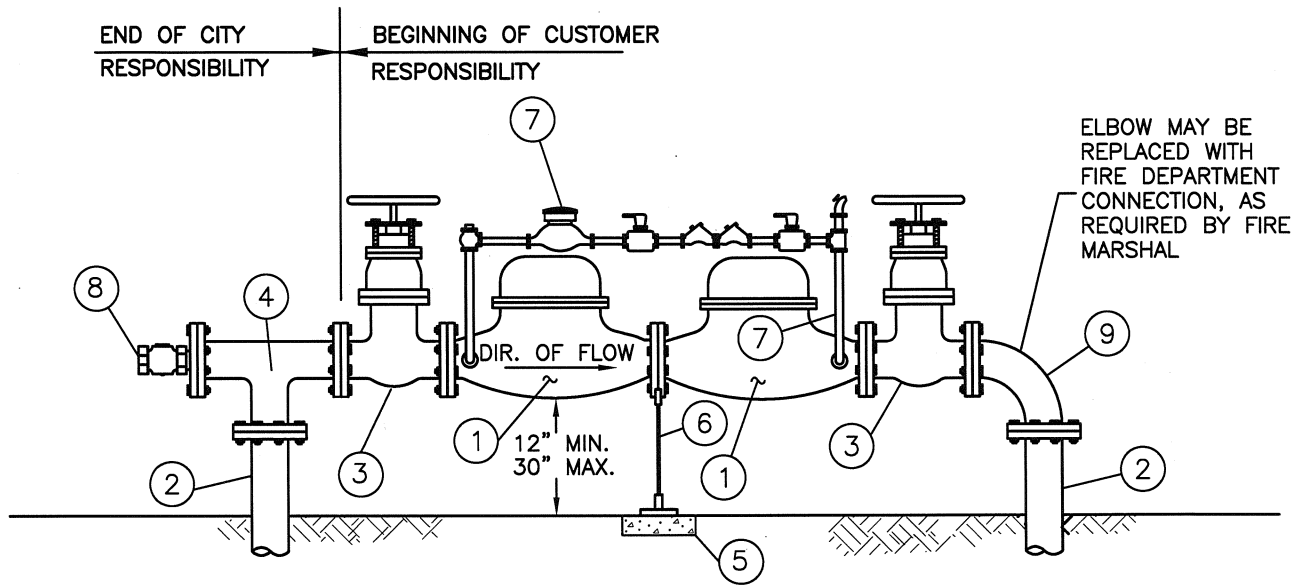 END OF CITY
RESPONSIBILITY
BEGINNING OF CUSTOMER
RESPONSIBILITY
7
ELBOW MAY BE
REPLACED WITH
FIRE DEPARTMENT
CONNECTION, AS
REQUIRED BY FIRE
MARSHAL
8
4
DIR. OF FLOW
7
9
1
12" MIN.
30" MAX.
6
1
3
3
2
2
5